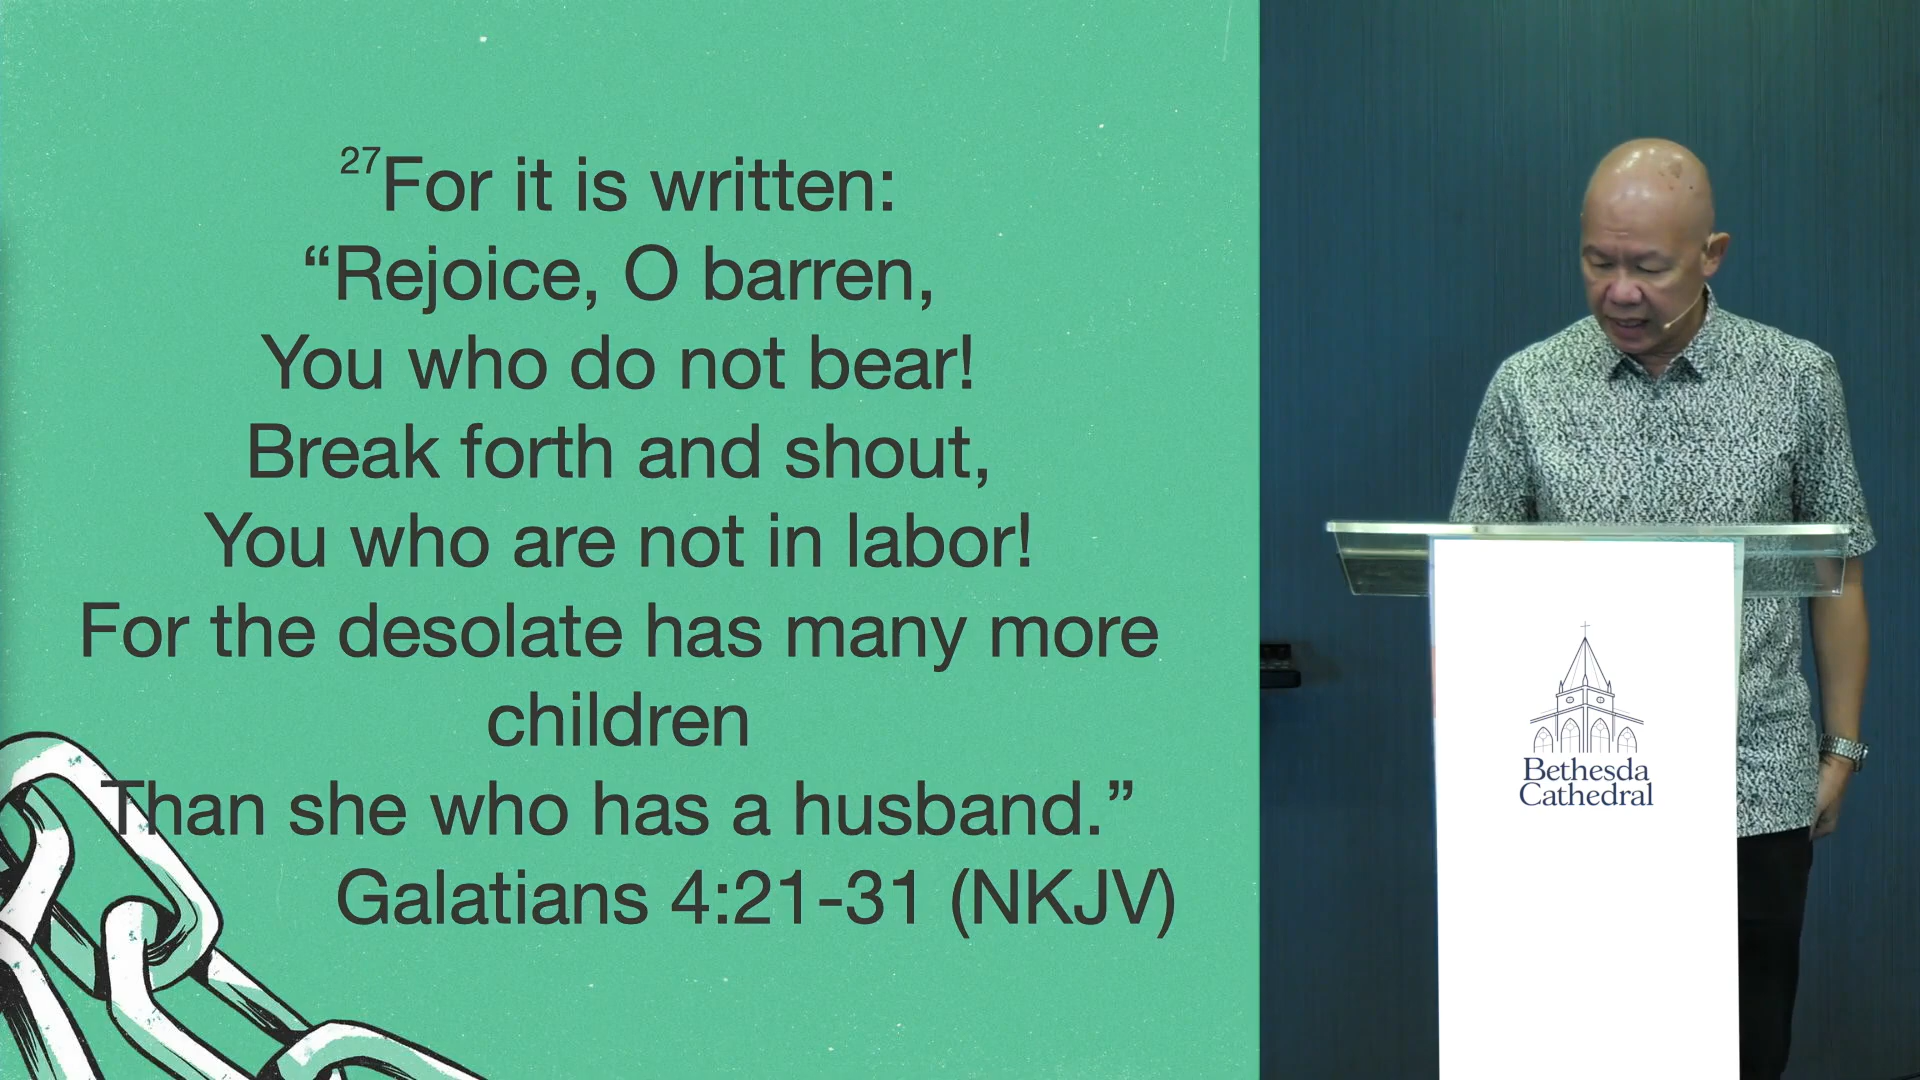 27For it is written:
“Rejoice, O barren,
You who do not bear!
Break forth and shout,
You who are not in labor!
For the desolate has many more
children
Than she who has a husband.”
Galatians 4:21-31 (NKJV)
Bethesda
Cathedral